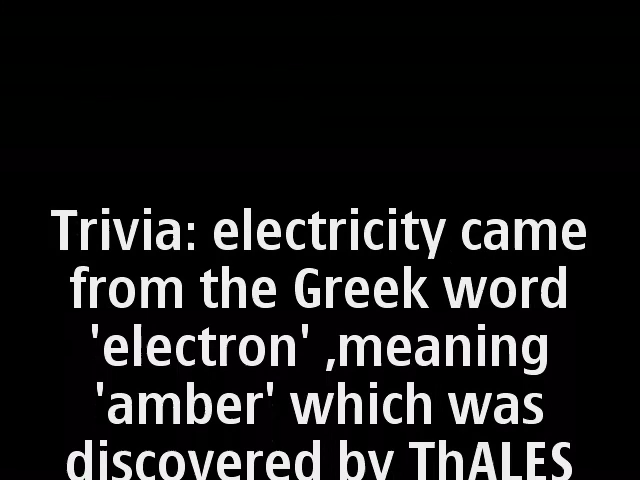 Trivia: electricity came
from the Greek word
'electron' ,meaning
'amber' which was
discovered by ThALES